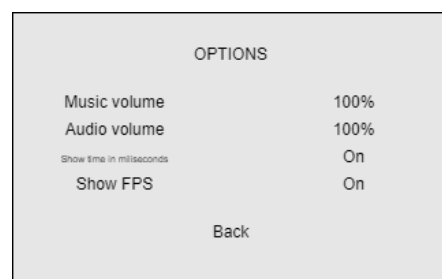 OPTIONS
Music volume 100%
Audio volume 100%
Show time in miliseconds On
Show FPS On
Back